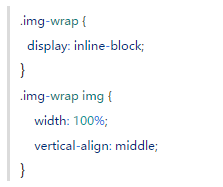 .img-wrap {
display: inline-block;
}
.img-wrap img {
width: 100%;
vertical-align: middle;
}